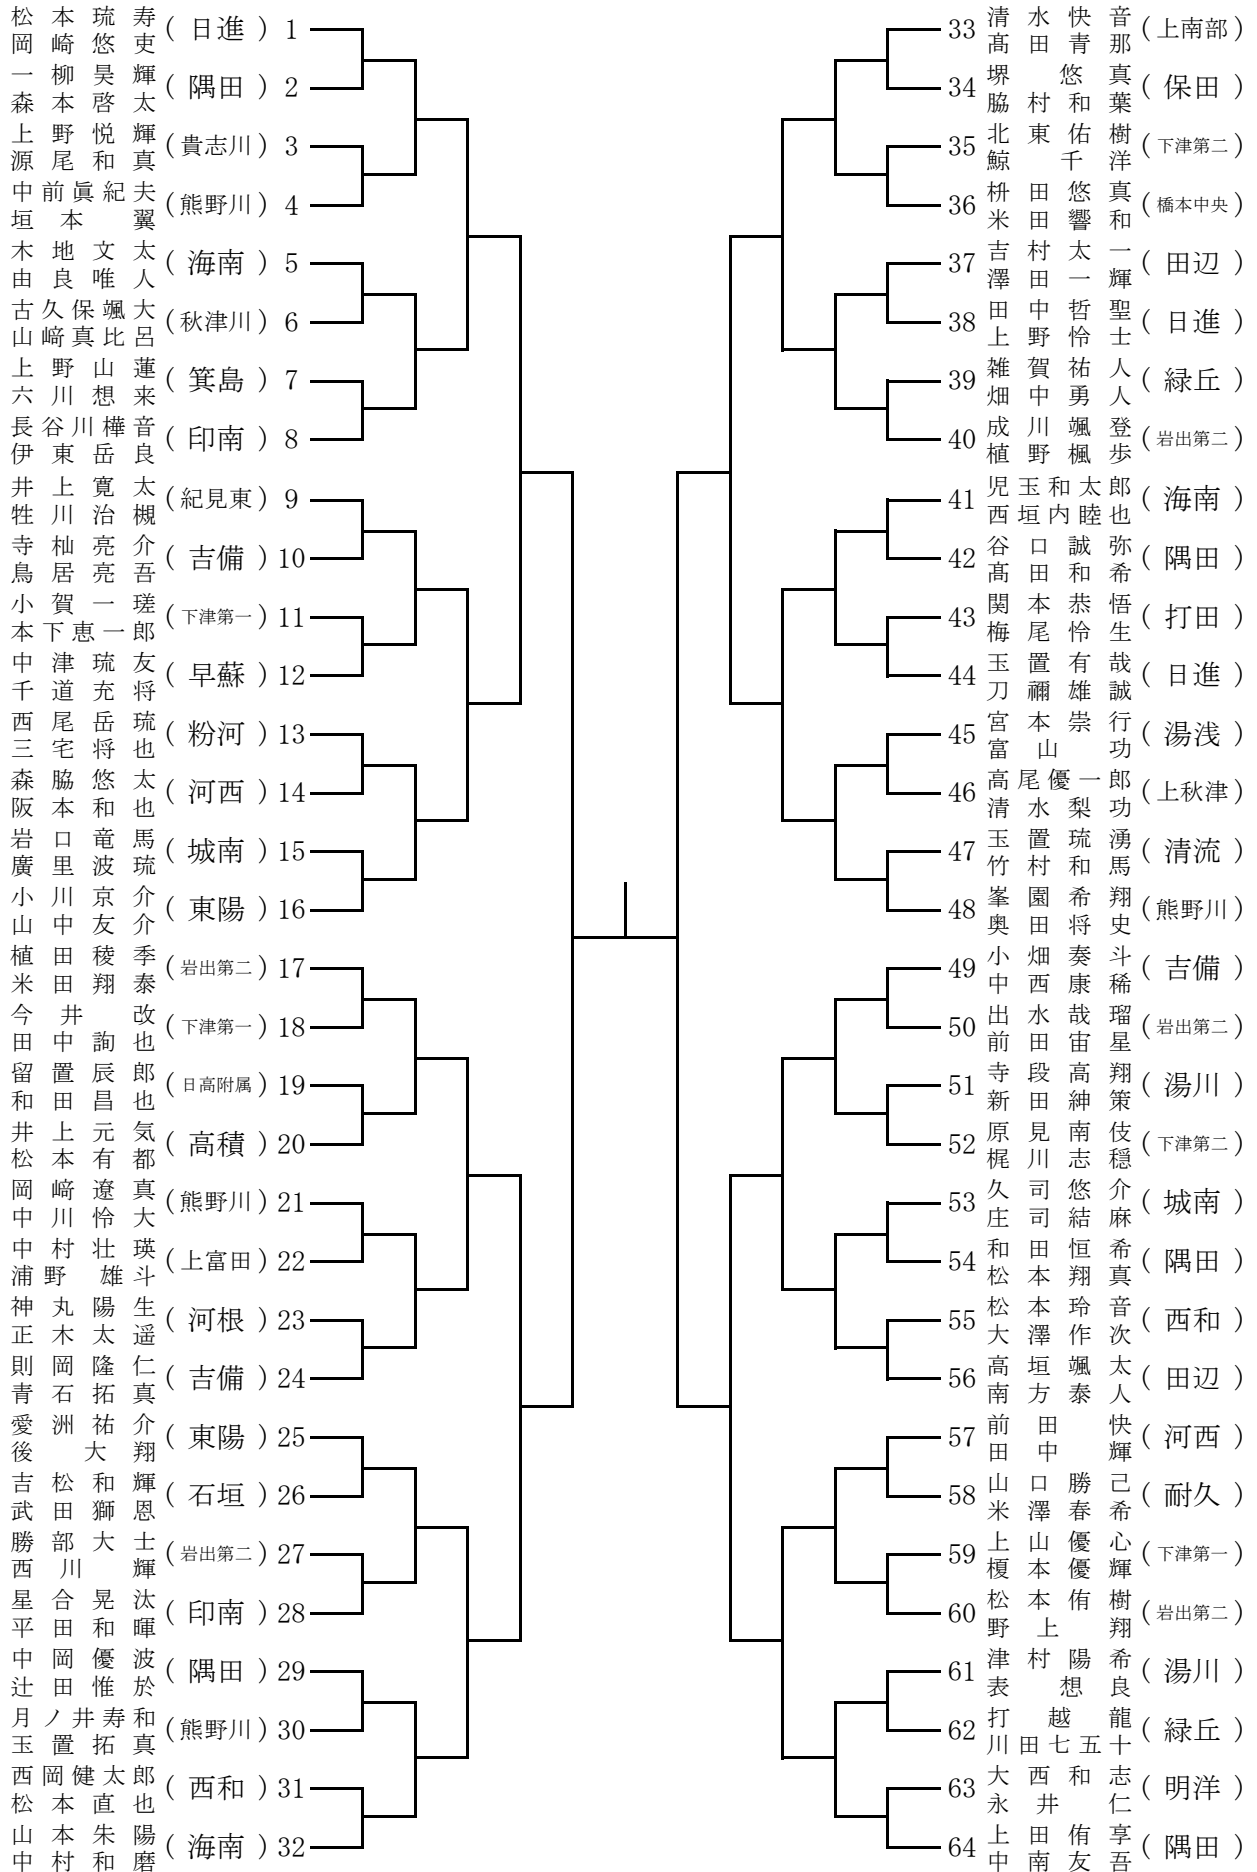 松本琉寿
岡崎悠吏
(日進) 1
一柳昊輝
森本啓太
(隅田) 2
上野悦輝
源尾和真
(貴志川) 3
中前眞紀夫
垣本翼
(熊野川) 4
木地文太
由良唯人
(海南) 5
古久保颯大
山﨑真比呂
(秋津川) 6
上野山蓮
六川想来
(箕島) 7
長谷川樺音
伊東岳良
(印南) 8
井上寛太
牲川治槻
(紀見東) 9
寺杣亮介
鳥居亮吾
(吉備) 10
小賀一瑳
本下恵一郎
(下津第一) 11
中津琉友
千道充将
(早蘇) 12
西尾岳琉
三宅将也
(粉河) 13
森脇悠太
阪本和也
(河西) 14
岩口竜馬
廣里波琉
(城南) 15
小川京介
山中友介
(東陽) 16
植田稜季
米田翔泰
(岩出第二) 17
今井改
田中詢也
(下津第一) 18
留置辰郎
和田昌也
(日高附属) 19
井上元気
松本有都
(高積) 20
岡﨑遼真
中川怜大
(熊野川) 21
中村壮瑛
浦野雄斗
(上富田) 22
神丸陽生
正木太遥
(河根) 23
則岡隆仁
青石拓真
(吉備) 24
愛洲祐介
後大翔
(東陽) 25
吉松和輝
武田獅恩
(石垣) 26
勝部大士
西川輝
(岩出第二) 27
星合晃汰
平田和暉
(印南) 28
中岡優波
辻田惟於
(隅田) 29
月ノ井寿和
玉置拓真
(熊野川) 30
西岡健太郎
松本直也
(西和) 31
山本朱陽
中村和磨
(海南) 32
33 清水快音
髙田青那
(上南部)
34 堺悠真
脇村和葉
(保田)
35 北東佑樹
鯨千洋
(下津第二)
36 枡田悠真
米田響和
(橋本中央)
37 吉村太一
澤田一輝
(田辺)
38 田中哲聖
上野怜士
(日進)
39 雑賀祐人
畑中勇人
(緑丘)
40 成川颯登
植野楓歩
(岩出第二)
41 児玉和太郎
西垣内睦也
(海南)
42 谷口誠弥
髙田和希
(隅田)
43 関本恭悟
梅尾怜生
(打田)
44 玉置有哉
刀禰雄誠
(日進)
45 宮本崇行
富山功
(湯浅)
46 高尾優一郎
清水梨功
(上秋津)
47 玉置琉湧
竹村和馬
(清流)
48 峯園希翔
奥田将史
(熊野川)
49 小畑奏斗
中西康稀
(吉備)
50 出水哉瑠
前田宙星
(岩出第二)
51 寺段高翔
新田紳策
(湯川)
52 原見南伎
梶川志穏
(下津第二)
53 久司悠介
庄司結麻
(城南)
54 和田恒希
松本翔真
(隅田)
55 松本玲音
大澤作次
(西和)
56 高垣颯太
南方泰人
(田辺)
57 前田快
田中輝
(河西)
58 山口勝己
米澤春希
(耐久)
59 上山優心
榎本優輝
(下津第一)
60 松本侑樹
野上翔
(岩出第二)
61 津村陽希
表想良
(湯川)
62 打越龍
川田七五十
(緑丘)
63 大西和志
永井仁
(明洋)
64 上田侑享
中南友吾
(隅田)